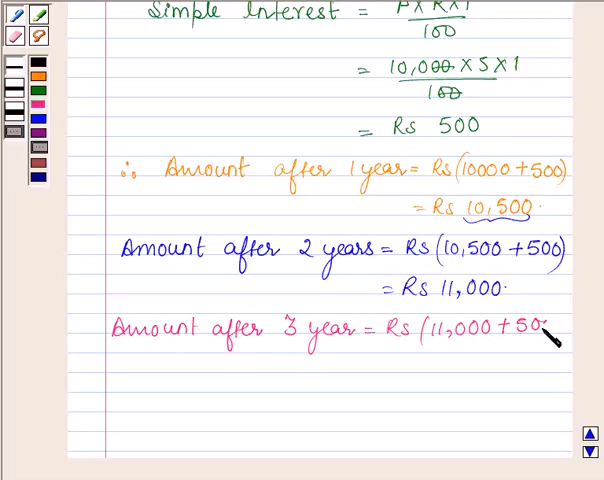 Simple Interest = P X R X T
100
= 10,000 X 5 X 1
100
= Rs 500
∴ Amount after 1 year = Rs (10000 + 500)
= Rs 10,500.
Amount after 2 years = Rs (10,500 + 500)
= Rs 11,000.
Amount after 3 year = Rs (11,000 + 50